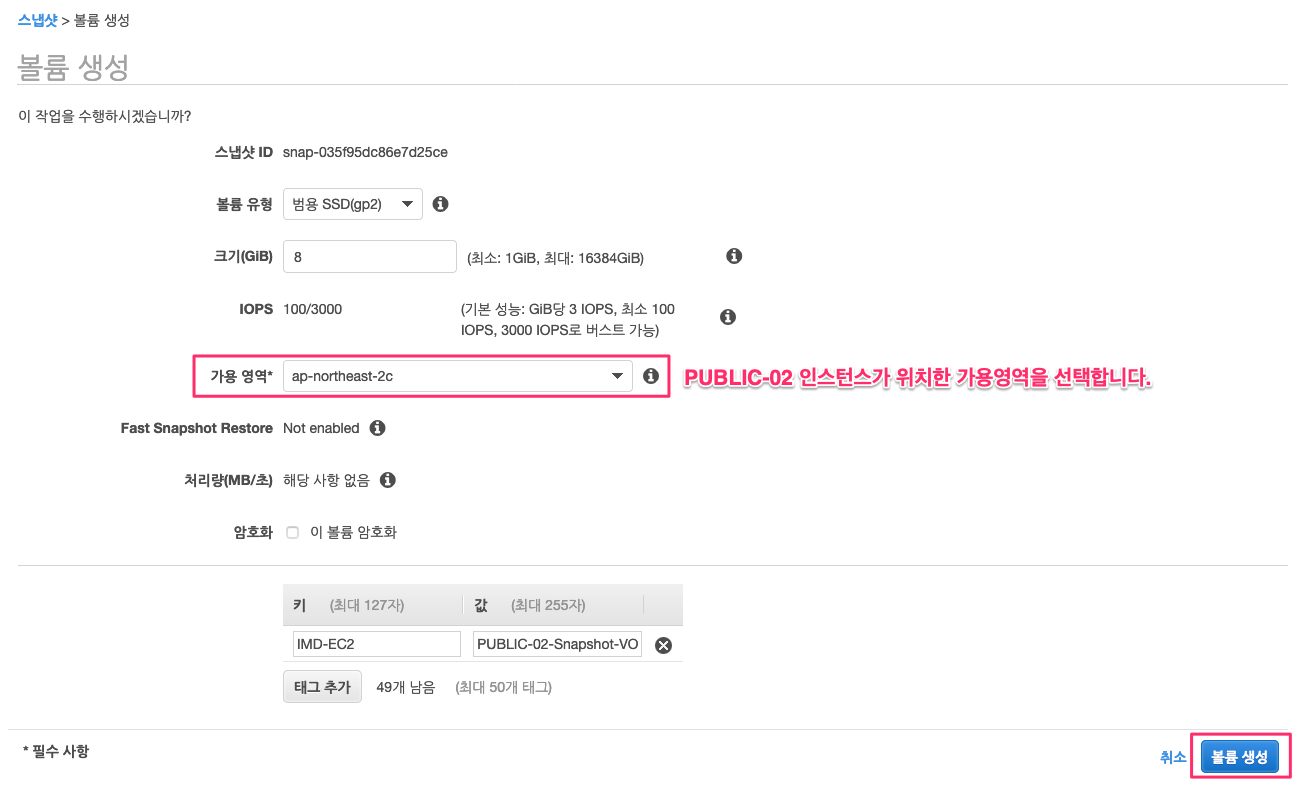 스냅샷 > 볼륨 생성
볼륨 생성
이 작업을 수행하시겠습니까?
스냅샷 ID snap-035f95dc86e7d25ce
볼륨 유형 범용 SSD(gp2)
크기(GiB) 8 (최소: 1GiB, 최대: 16384GiB)
IOPS 100/3000 (기본 성능: GiB당 3 IOPS, 최소 100
IOPS, 3000 IOPS로 버스트 가능)
가용 영역* ap-northeast-2c PUBLIC-02 인스턴스가 위치한 가용영역을 선택합니다.
Fast Snapshot Restore Not enabled
처리량(MB/초) 해당 사항 없음
암호화 이 볼륨 암호화
키 (최대 127자) 값 (최대 255자)
IMD-EC2 PUBLIC-02-Snapshot-VO
태그 추가 49개 남음 (최대 50개 태그)
* 필수 사항
취소 볼륨 생성